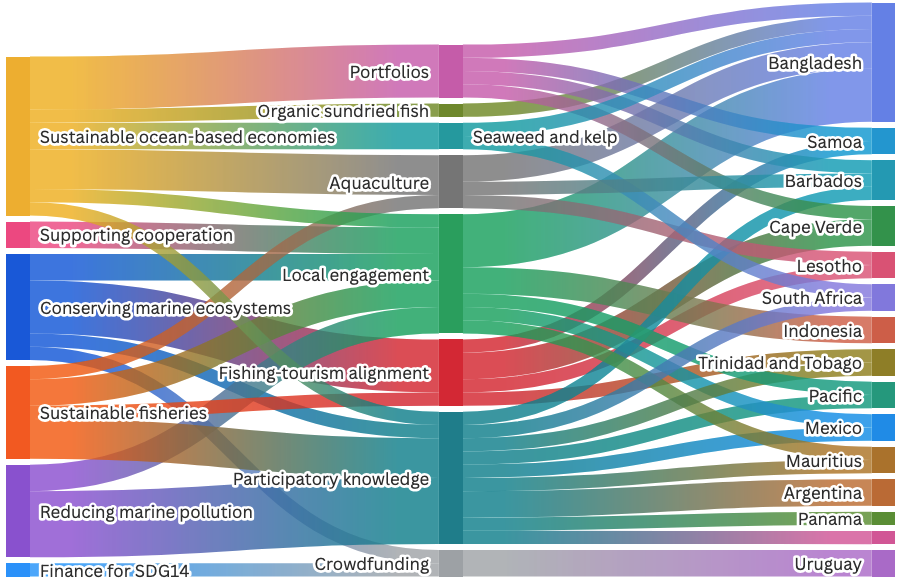 Sustainable ocean-based economies
Supporting cooperation
Conserving marine ecosystems
Sustainable fisheries
Reducing marine pollution
Finance for SDG14
Portfolios
Organic sundried fish
Seaweed and kelp
Aquaculture
Local engagement
Fishing-tourism alignment
Participatory knowledge
Crowdfunding
Bangladesh
Samoa
Barbados
Cape Verde
Lesotho
South Africa
Indonesia
Trinidad and Tobago
Pacific
Mexico
Mauritius
Argentina
Panama
Uruguay